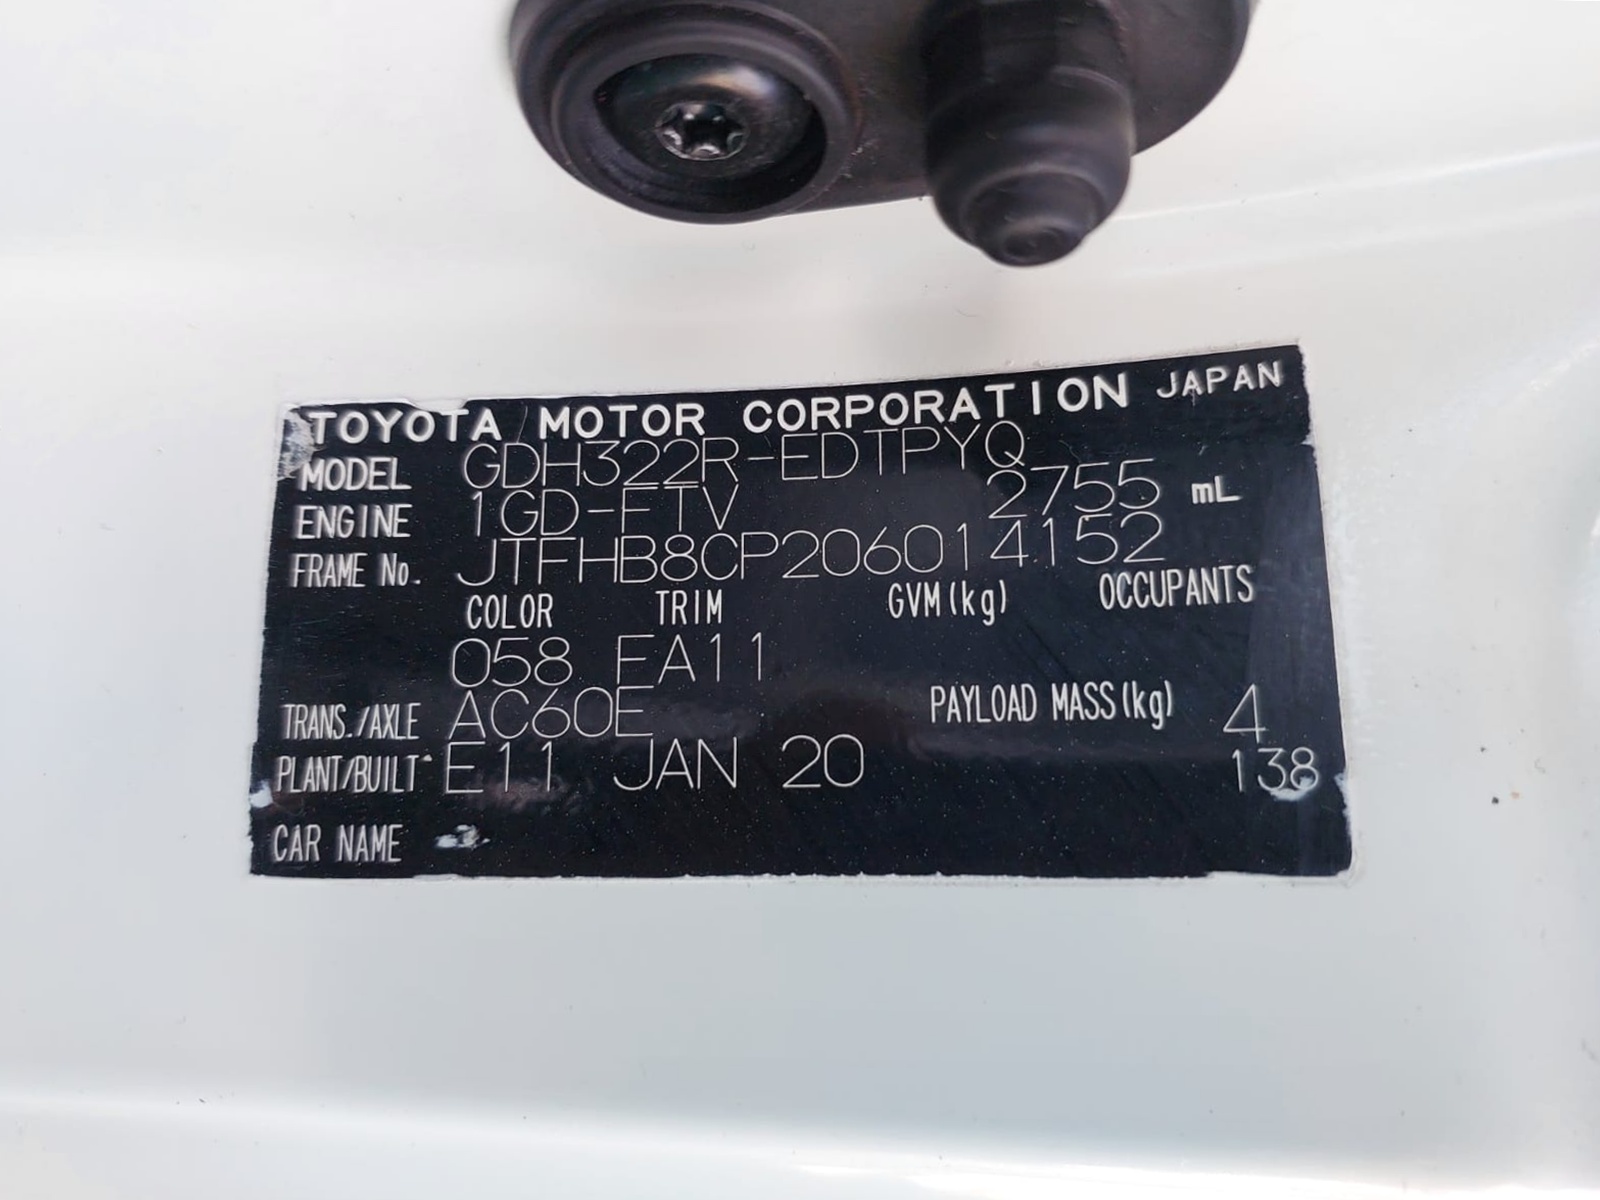 TOYOTA MOTOR CORPORATION JAPAN
MODEL GDH322R-EDTPYQ
ENGINE 1GD-FTV 2755 mL
FRAME No. JTFHB8CP206014152
COLOR TRIM GVM(kg) OCCUPANTS
058 FA11
TRANS./AXLE AC60E PAYLOAD MASS(kg) 4
PLANT/BUILT E11 JAN 20 138
CAR NAME